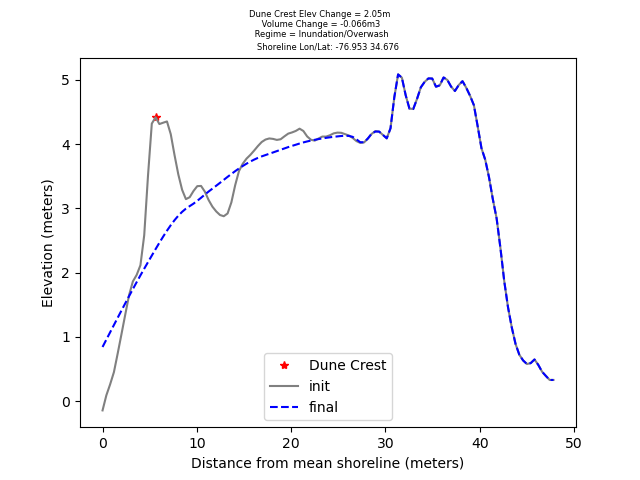 Dune Crest Elev Change = 2.05m
Volume Change = -0.066m3
Regime = Inundation/Overwash
Shoreline Lon/Lat: -76.953 34.676
5
4
3
2
1
0
Elevation (meters)
Dune Crest
init
final
0 10 20 30 40 50
Distance from mean shoreline (meters)